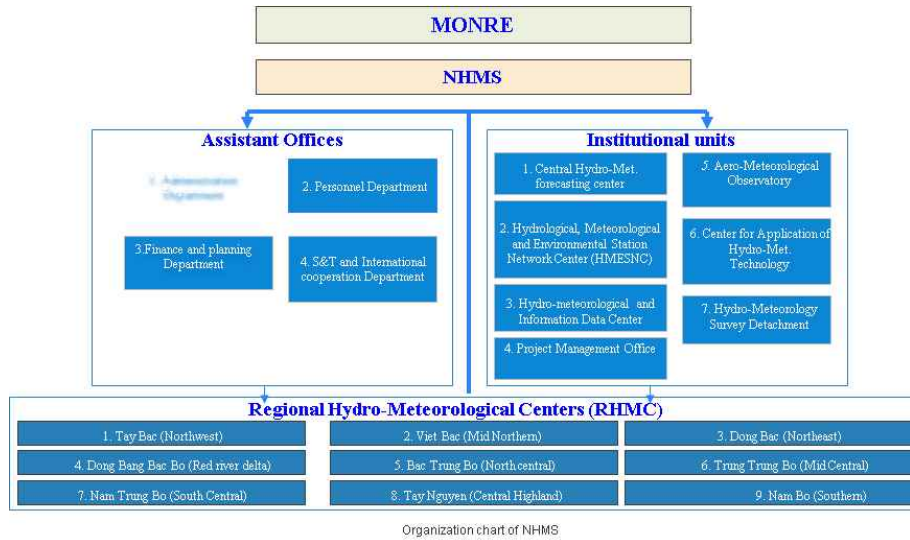 MONRE
NHMS
Assistant Offices
1. Administration
Department
2. Personnel Department
3.Finance and planning
Department
4. S&T and International
cooperation Department
Institutional units
1. Central Hydro-Met.
forecasting center
2. Hydrological, Meteorological
and Environmental Station
Network Center (HMESNC)
3. Hydro-meteorological and
Information Data Center
4. Project Management Office
5. Aero-Meteorological
Observatory
6. Center for Application of
Hydro-Met.
Technology
7. Hydro-Meteorology
Survey Detachment
Regional Hydro-Meteorological Centers (RHMC)
1. Tay Bac (Northwest)
2. Viet Bac (Mid Northern)
3. Dong Bac (Northeast)
4. Dong Bang Bac Bo (Red river delta)
5. Bac Trung Bo (North central)
6. Trung Trung Bo (Mid Central)
7. Nam Trung Bo (South Central)
8. Tay Nguyen (Central Highland)
9. Nam Bo (Southern)
Organization chart of NHMS